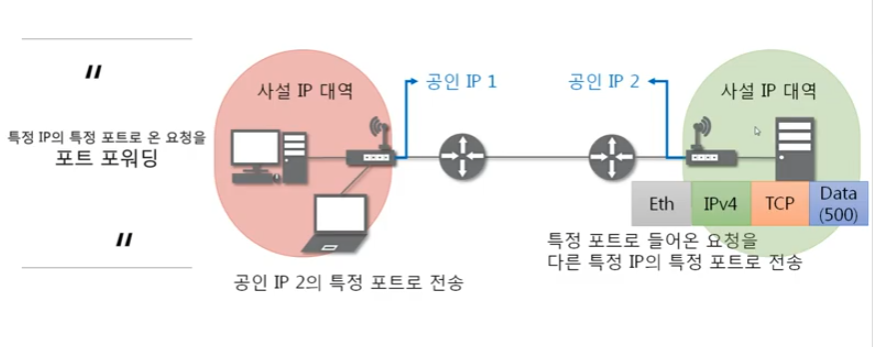 〃
특정 IP의 특정 포트로 온 요청을
포트 포워딩
〃
사설 IP 대역
공인 IP 1
공인 IP 2
사설 IP 대역
Eth
IPv4
TCP
Data
(500)
공인 IP 2의 특정 포트로 전송
특정 포트로 들어온 요청을
다른 특정 IP의 특정 포트로 전송